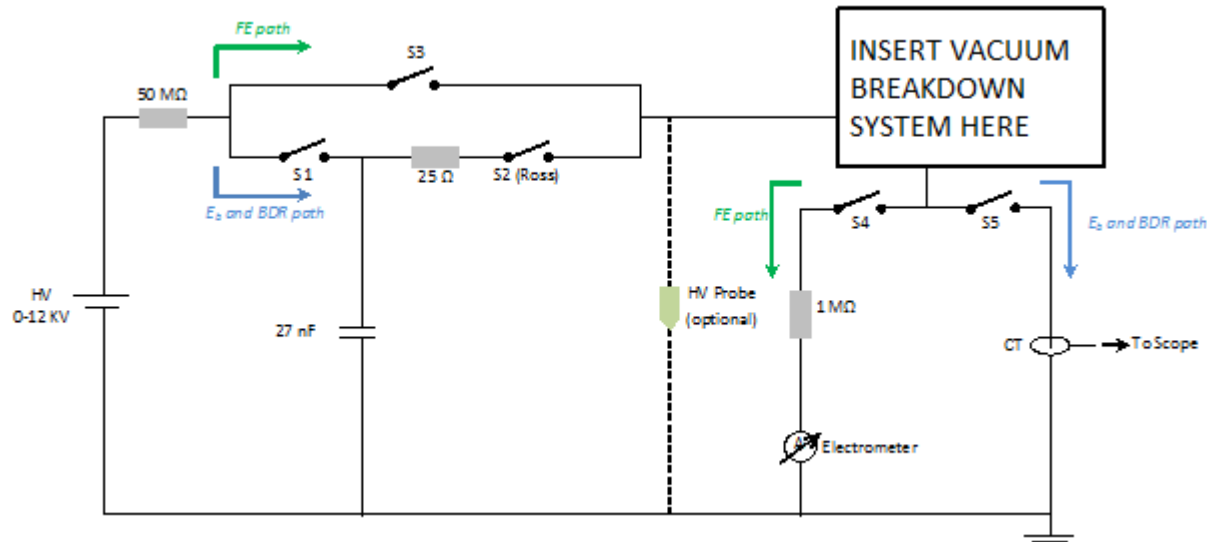 FE path
S3
50 MΩ
S1
25 Ω
S2 (Ross)
E₀ and BDR path
HV
0-12 KV
27 nF
HV Probe
(optional)
INSERT VACUUM
BREAKDOWN
SYSTEM HERE
FE path
S4
S5
E₀ and BDR path
1 MΩ
CT
To Scope
A
Electrometer